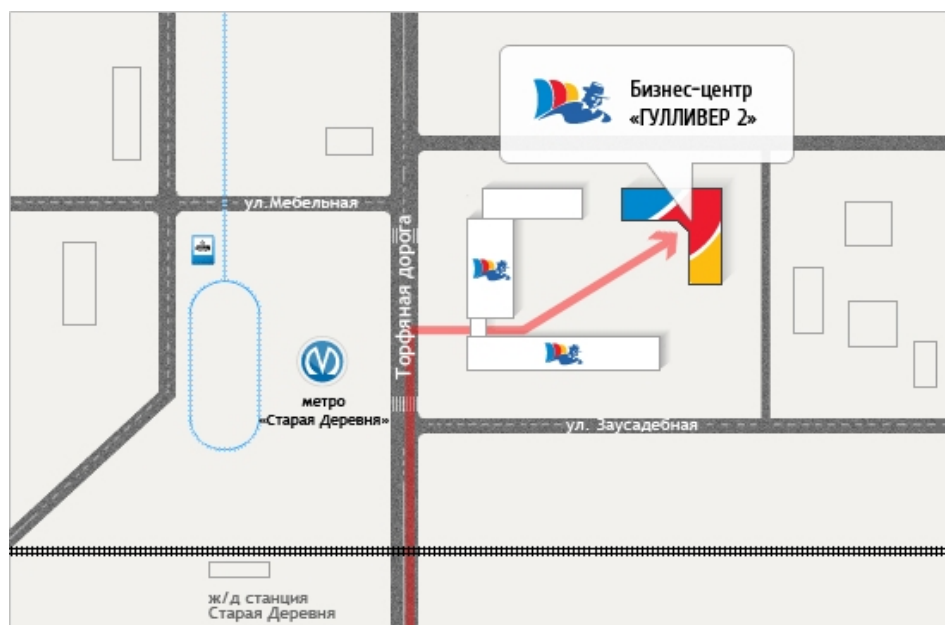 Бизнес-центр
«ГУЛЛИВЕР 2»
ул.Мебельная
Торфяная дорога
метро
«Старая Деревня»
ул. Заусадебная
ж/д станция
Старая Деревня